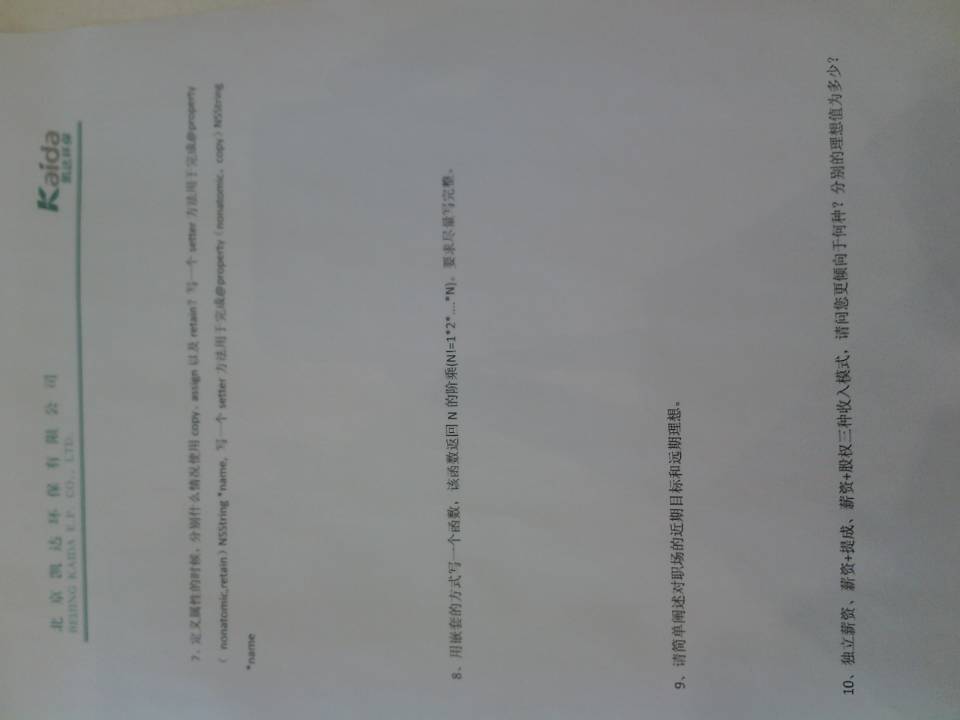 北京凯达环保有限公司
BEIJING KAIDA E.P. CO., LTD.
Kaida
凯达环保
7、定义属性的时候，分别什么情况使用 copy、assign 以及 retain？写一个 setter 方法用于完成@property
（ nonatomic,retain）NSString *name，写一个 setter 方法用于完成@property（nonatomic，copy）NSString
*name
8、用嵌套的方式写一个函数，该函数返回 N 的阶乘(N!=1*2*....*N)。要求尽量写完整。
9、请简单阐述对职场的近期目标和远期理想。
10、独立薪资、薪资+提成、薪资+股权三种收入模式，请问您更倾向于何种？分别的理想值为多少？